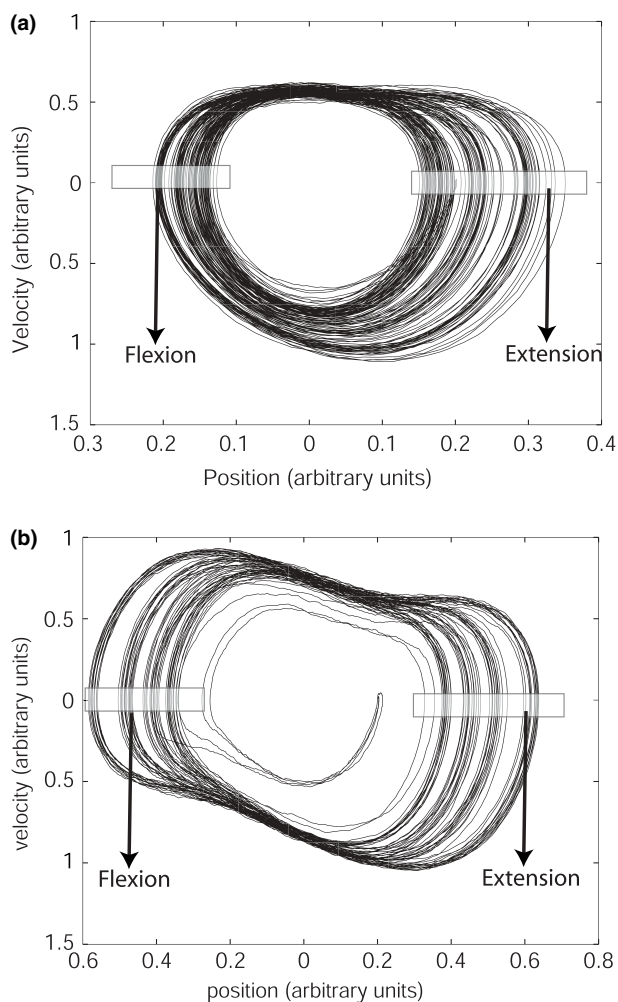 (a)
1
0.5
0
0.5
1
1.5
Velocity (arbitrary units)
Flexion
Extension
0.3 0.2 0.1 0 0.1 0.2 0.3 0.4
Position (arbitrary units)
(b)
1
0.5
0
0.5
1
1.5
velocity (arbitrary units)
Flexion
Extension
0.6 0.4 0.2 0 0.2 0.4 0.6 0.8
position (arbitrary units)